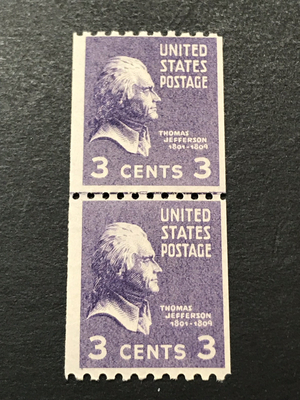 UNITED
STATES
POSTAGE
THOMAS
JEFFERSON
1801-1809
3 CENTS 3
UNITED
STATES
POSTAGE
THOMAS
JEFFERSON
1801-1809
3 CENTS 3